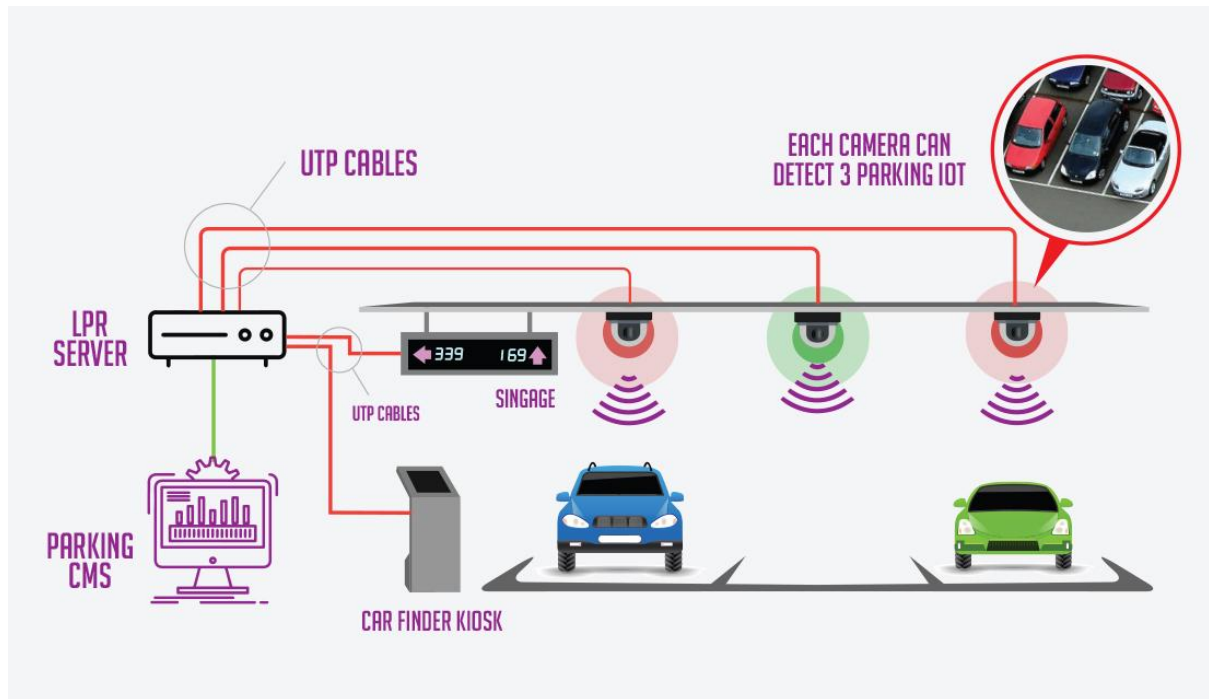 UTP CABLES
EACH CAMERA CAN
DETECT 3 PARKING IOT
LPR
SERVER
339 169
SINGAGE
UTP CABLES
PARKING
CMS
CAR FINDER KIOSK